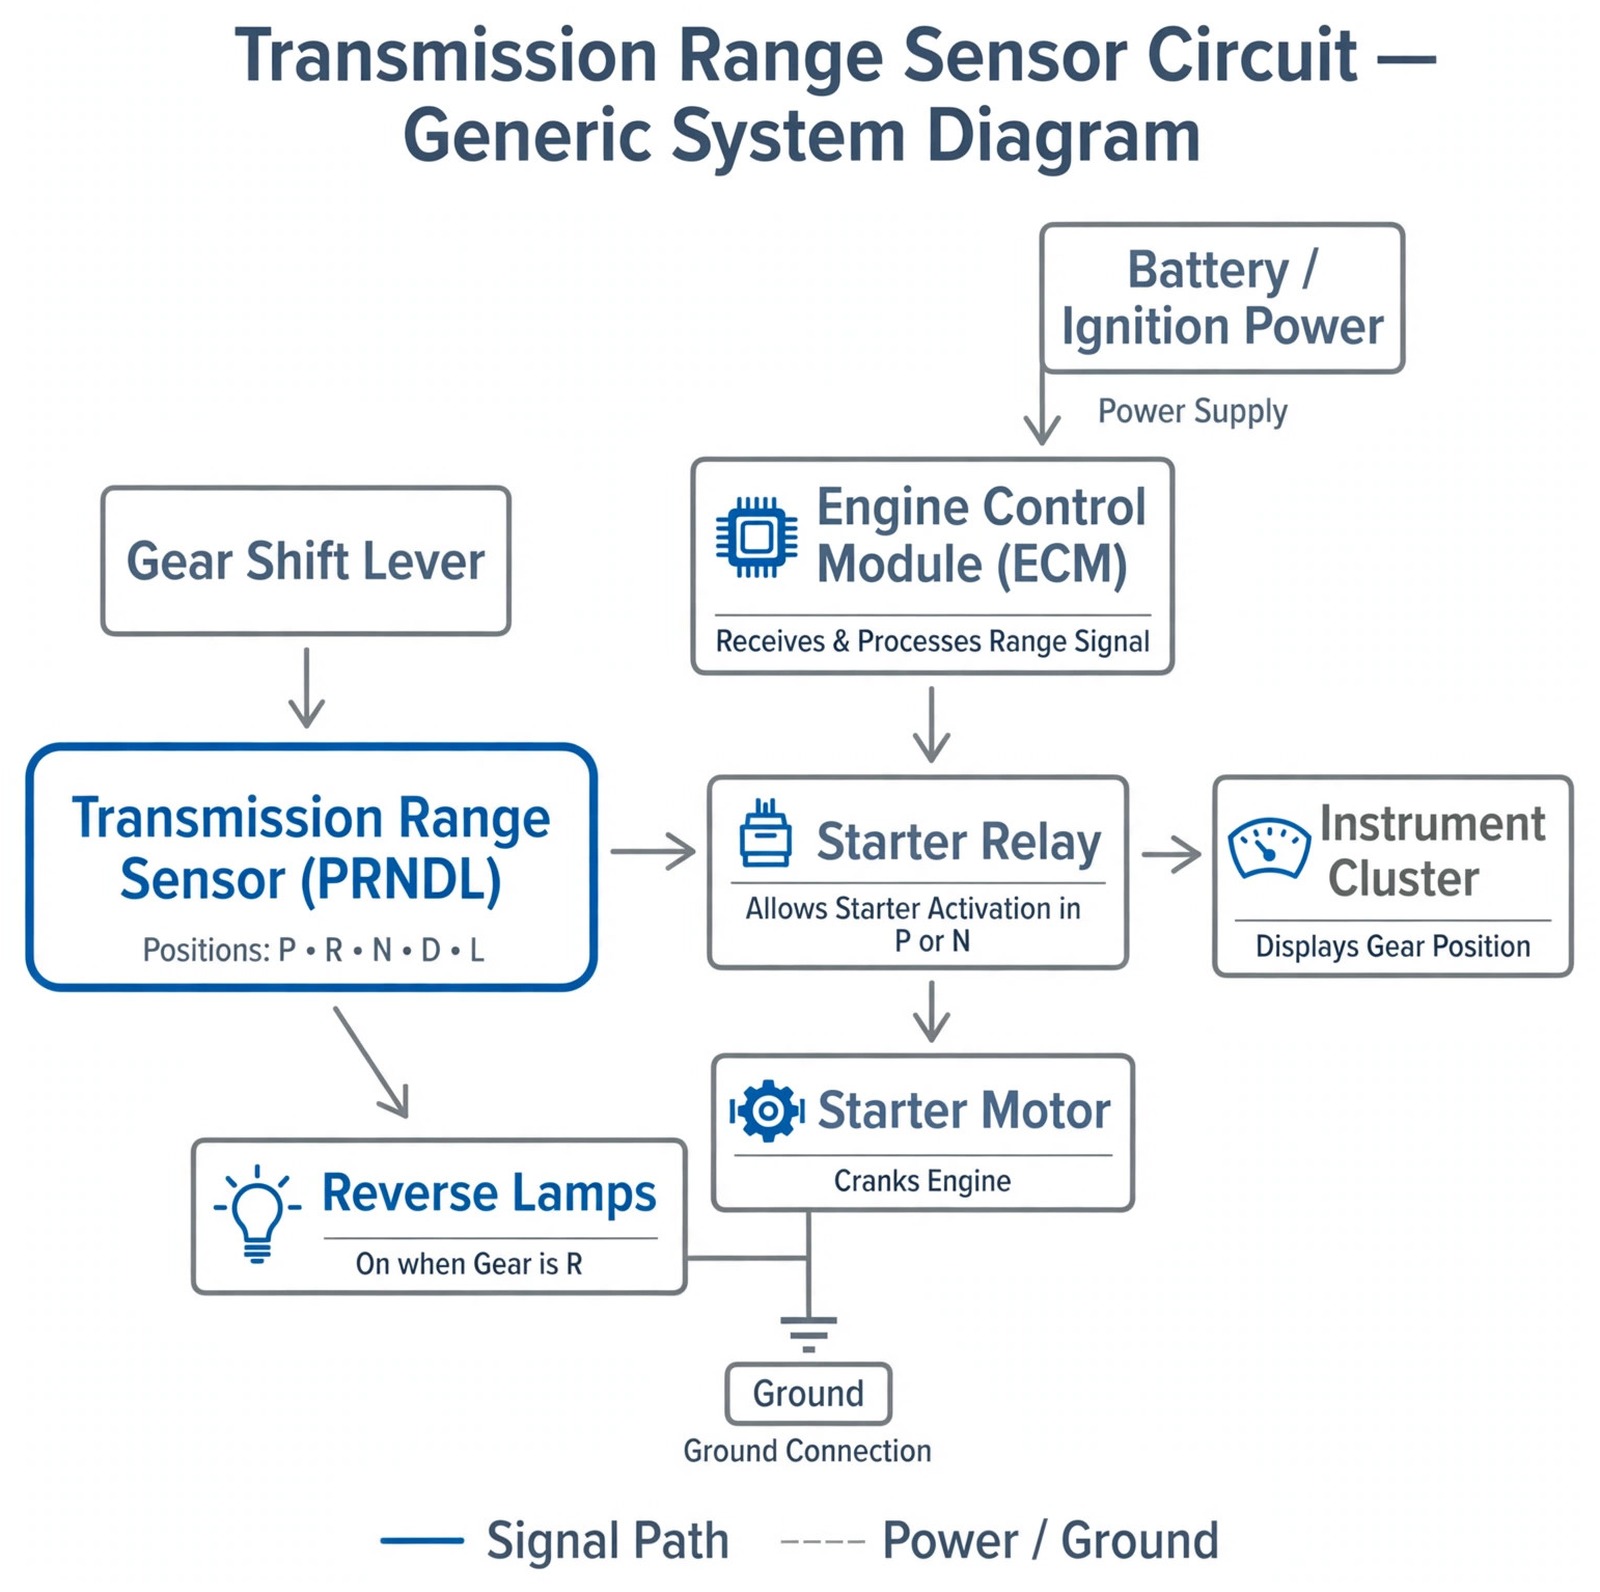 Transmission Range Sensor Circuit —
Generic System Diagram
Battery /
Ignition Power
Power Supply
Engine Control
Module (ECM)
Receives & Processes Range Signal
Gear Shift Lever
Transmission Range
Sensor (PRNDL)
Positions: P • R • N • D • L
Starter Relay
Allows Starter Activation in
P or N
Instrument
Cluster
Displays Gear Position
Starter Motor
Cranks Engine
Reverse Lamps
On when Gear is R
Ground
Ground Connection
Signal Path
Power / Ground